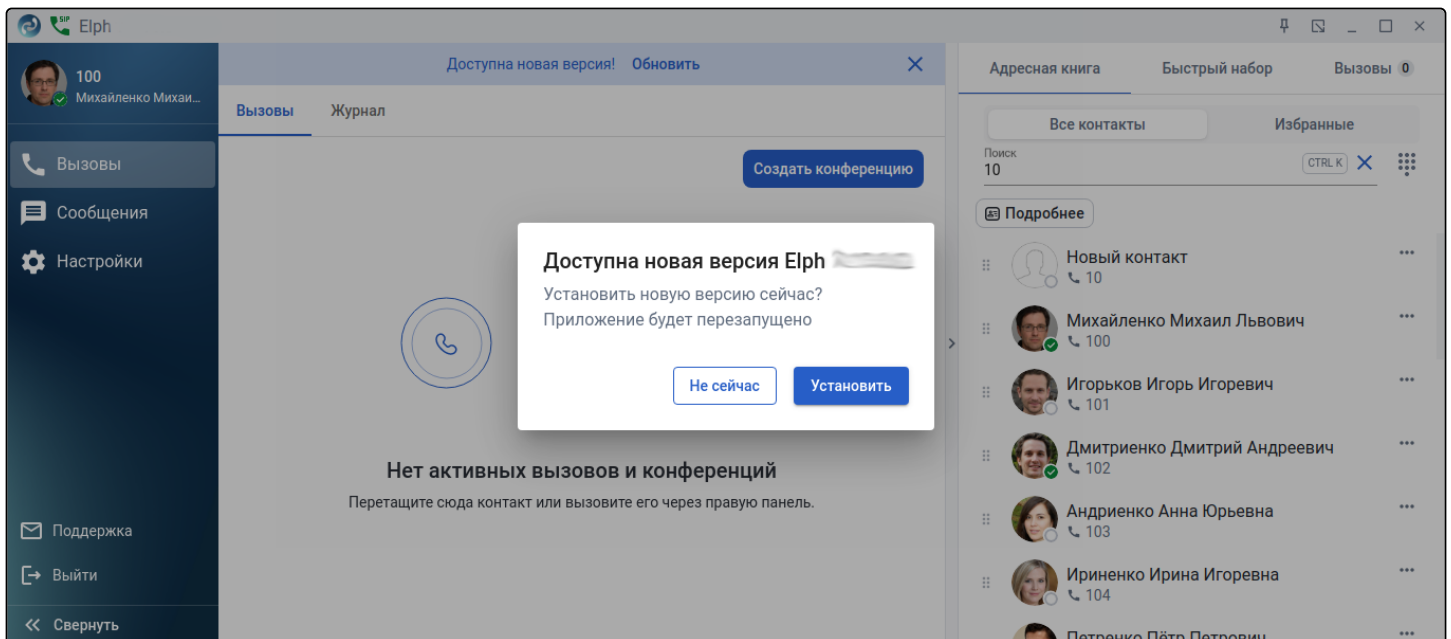 SIP
Elph
100
Михайленко Михаи...
Вызовы
Сообщения
Настройки
Поддержка
Выйти
Свернуть
Доступна новая версия! Обновить
Вызовы Журнал
Создать конференцию
Доступна новая версия Elph
Установить новую версию сейчас?
Приложение будет перезапущено
Не сейчас Установить
Нет активных вызовов и конференций
Перетащите сюда контакт или вызовите его через правую панель.
Адресная книга Быстрый набор Вызовы 0
Все контакты Избранные
Поиск
10
CTRL K
Подробнее
Новый контакт
10
Михайленко Михаил Львович
100
Игорьков Игорь Игоревич
101
Дмитриенко Дмитрий Андреевич
102
Андриенко Анна Юрьевна
103
Ириненко Ирина Игоревна
104
Петренко Пётр Петрович